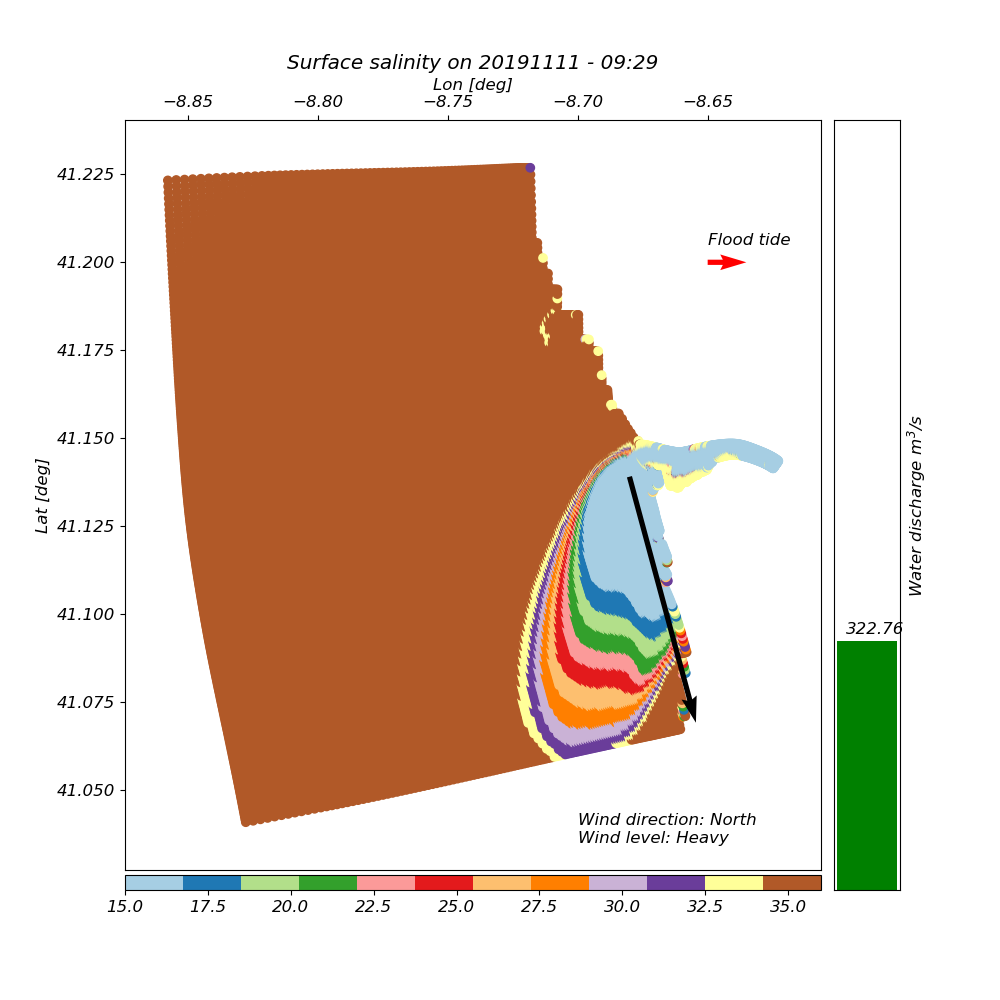 Surface salinity on 20191111 - 09:29
Lon [deg]
−8.85 −8.80 −8.75 −8.70 −8.65
41.225
41.200
41.175
41.150
41.125
41.100
41.075
41.050
Lat [deg]
Flood tide
Wind direction: North
Wind level: Heavy
322.76
Water discharge m³/s
15.0 17.5 20.0 22.5 25.0 27.5 30.0 32.5 35.0